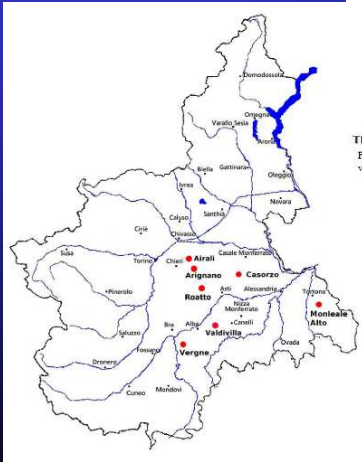 Domodossola
Omegna
Varallo Sesia
Arona
Gattinara
Biella
Oleggio
Ivrea
Novara
Santhià
Caluso
Ciriè
Chivasso
Susa
Torino
Chieri
Airali
Casale Monferrato
Arignano
Casorzo
Pinerolo
Roatto
Asti
Alessandria
Tortona
Nizza
Monferrato
Monleale
Alto
Saluzzo
Bra
Alba
Canelli
Valdivilla
Fossano
Vergne
Ovada
Dronero
Cuneo
Mondovì